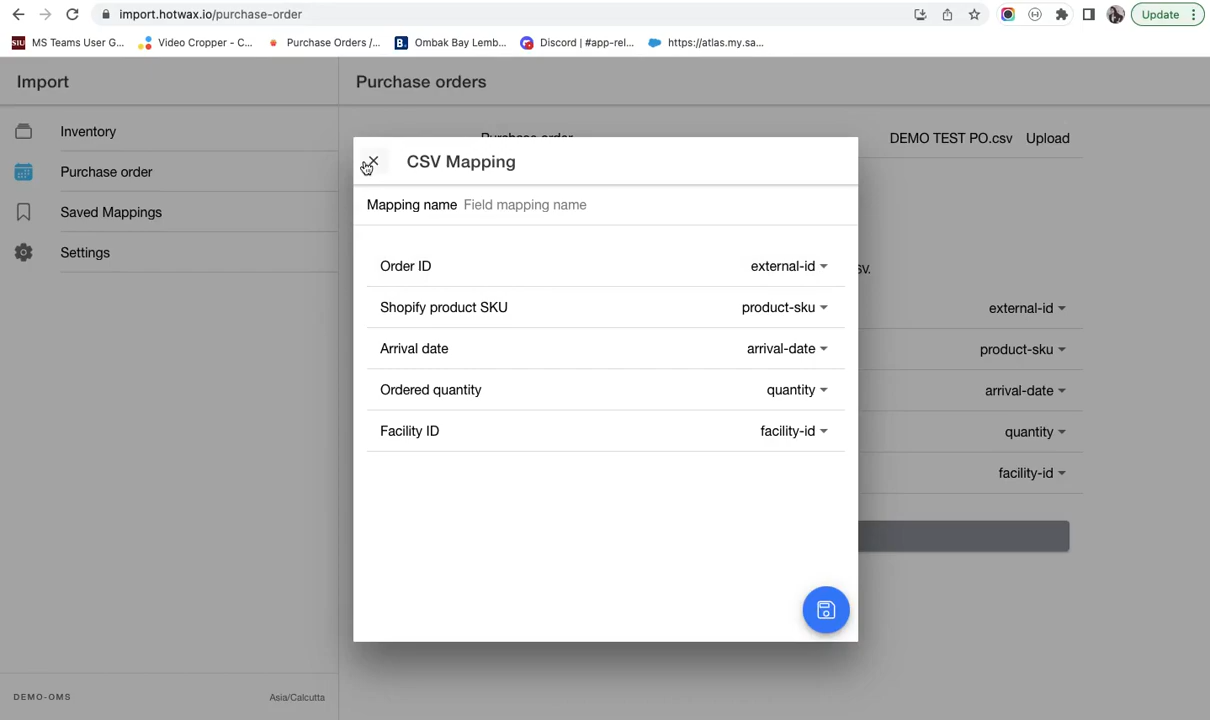 import.hotwax.io/purchase-order
Update
MS Teams User G...
Video Cropper - C...
Purchase Orders /...
Ombak Bay Lemb...
Discord | #app-rel...
https://atlas.my.sa...
Import
Purchase orders
Inventory
Purchase order
DEMO TEST PO.csv
Upload
CSV Mapping
Purchase order
Mapping name
Field mapping name
Saved Mappings
Settings
Order ID
external-id
sv.
Shopify product SKU
product-sku
external-id
Arrival date
arrival-date
product-sku
Ordered quantity
quantity
arrival-date
Facility ID
facility-id
quantity
facility-id
DEMO-OMS
Asia/Calcutta